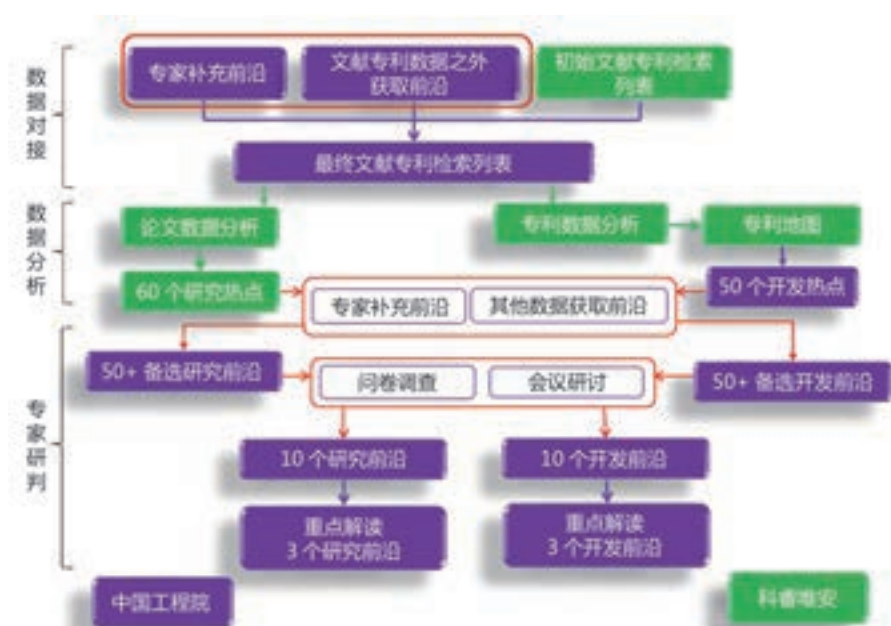 数据对接
专家补充前沿
文献专利数据之外
获取前沿
初始文献专利检索
列表
最终文献专利检索列表
数据分析
论文数据分析
专利数据分析
专利地图
60 个研究热点
专家补充前沿
其他数据获取前沿
50 个开发热点
专家研判
50+ 备选研究前沿
问卷调查
会议研讨
50+ 备选开发前沿
10 个研究前沿
10 个开发前沿
重点解读
3 个研究前沿
重点解读
3 个开发前沿
中国工程院
科睿唯安